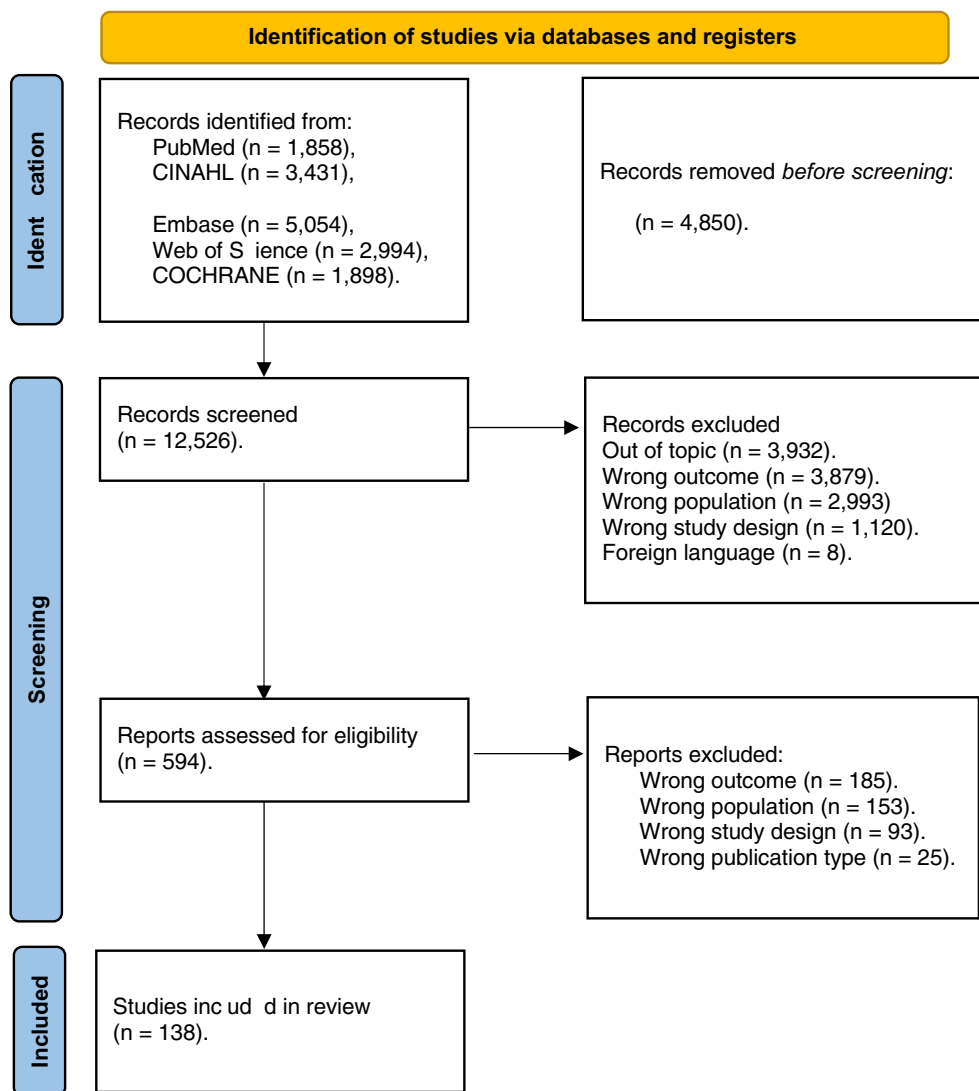 Identification of studies via databases and registers
Ident cation
Records identified from:
PubMed (n = 1,858),
CINAHL (n = 3,431),
Embase (n = 5,054),
Web of S ience (n = 2,994),
COCHRANE (n = 1,898).
Records removed before screening:
(n = 4,850).
Screening
Records screened
(n = 12,526).
Records excluded
Out of topic (n = 3,932).
Wrong outcome (n = 3,879).
Wrong population (n = 2,993)
Wrong study design (n = 1,120).
Foreign language (n = 8).
Reports assessed for eligibility
(n = 594).
Reports excluded:
Wrong outcome (n = 185).
Wrong population (n = 153).
Wrong study design (n = 93).
Wrong publication type (n = 25).
Included
Studies inc ud d in review
(n = 138).